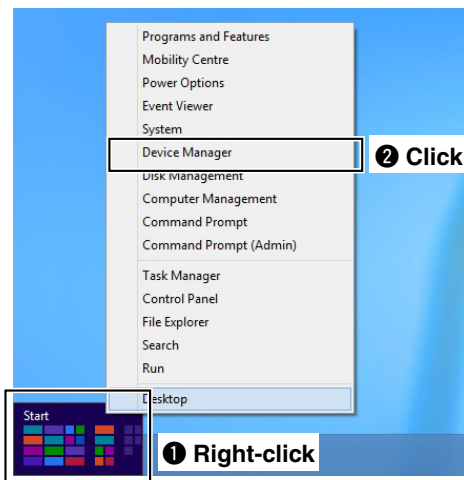 Programs and Features
Mobility Centre
Power Options
Event Viewer
System
Device Manager
❷ Click
Disk Management
Computer Management
Command Prompt
Command Prompt (Admin)
Task Manager
Control Panel
File Explorer
Search
Run
Desktop
Start
❶ Right-click